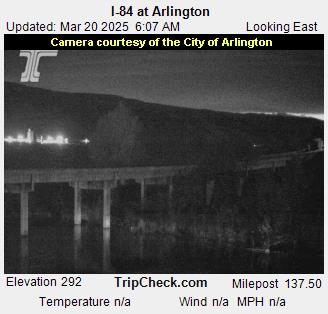 I-84 at Arlington
Updated: Mar 20 2025 6:07 AM Looking East
Camera courtesy of the City of Arlington
Elevation 292 TripCheck.com Milepost 137.50
Temperature n/a Wind n/a MPH n/a